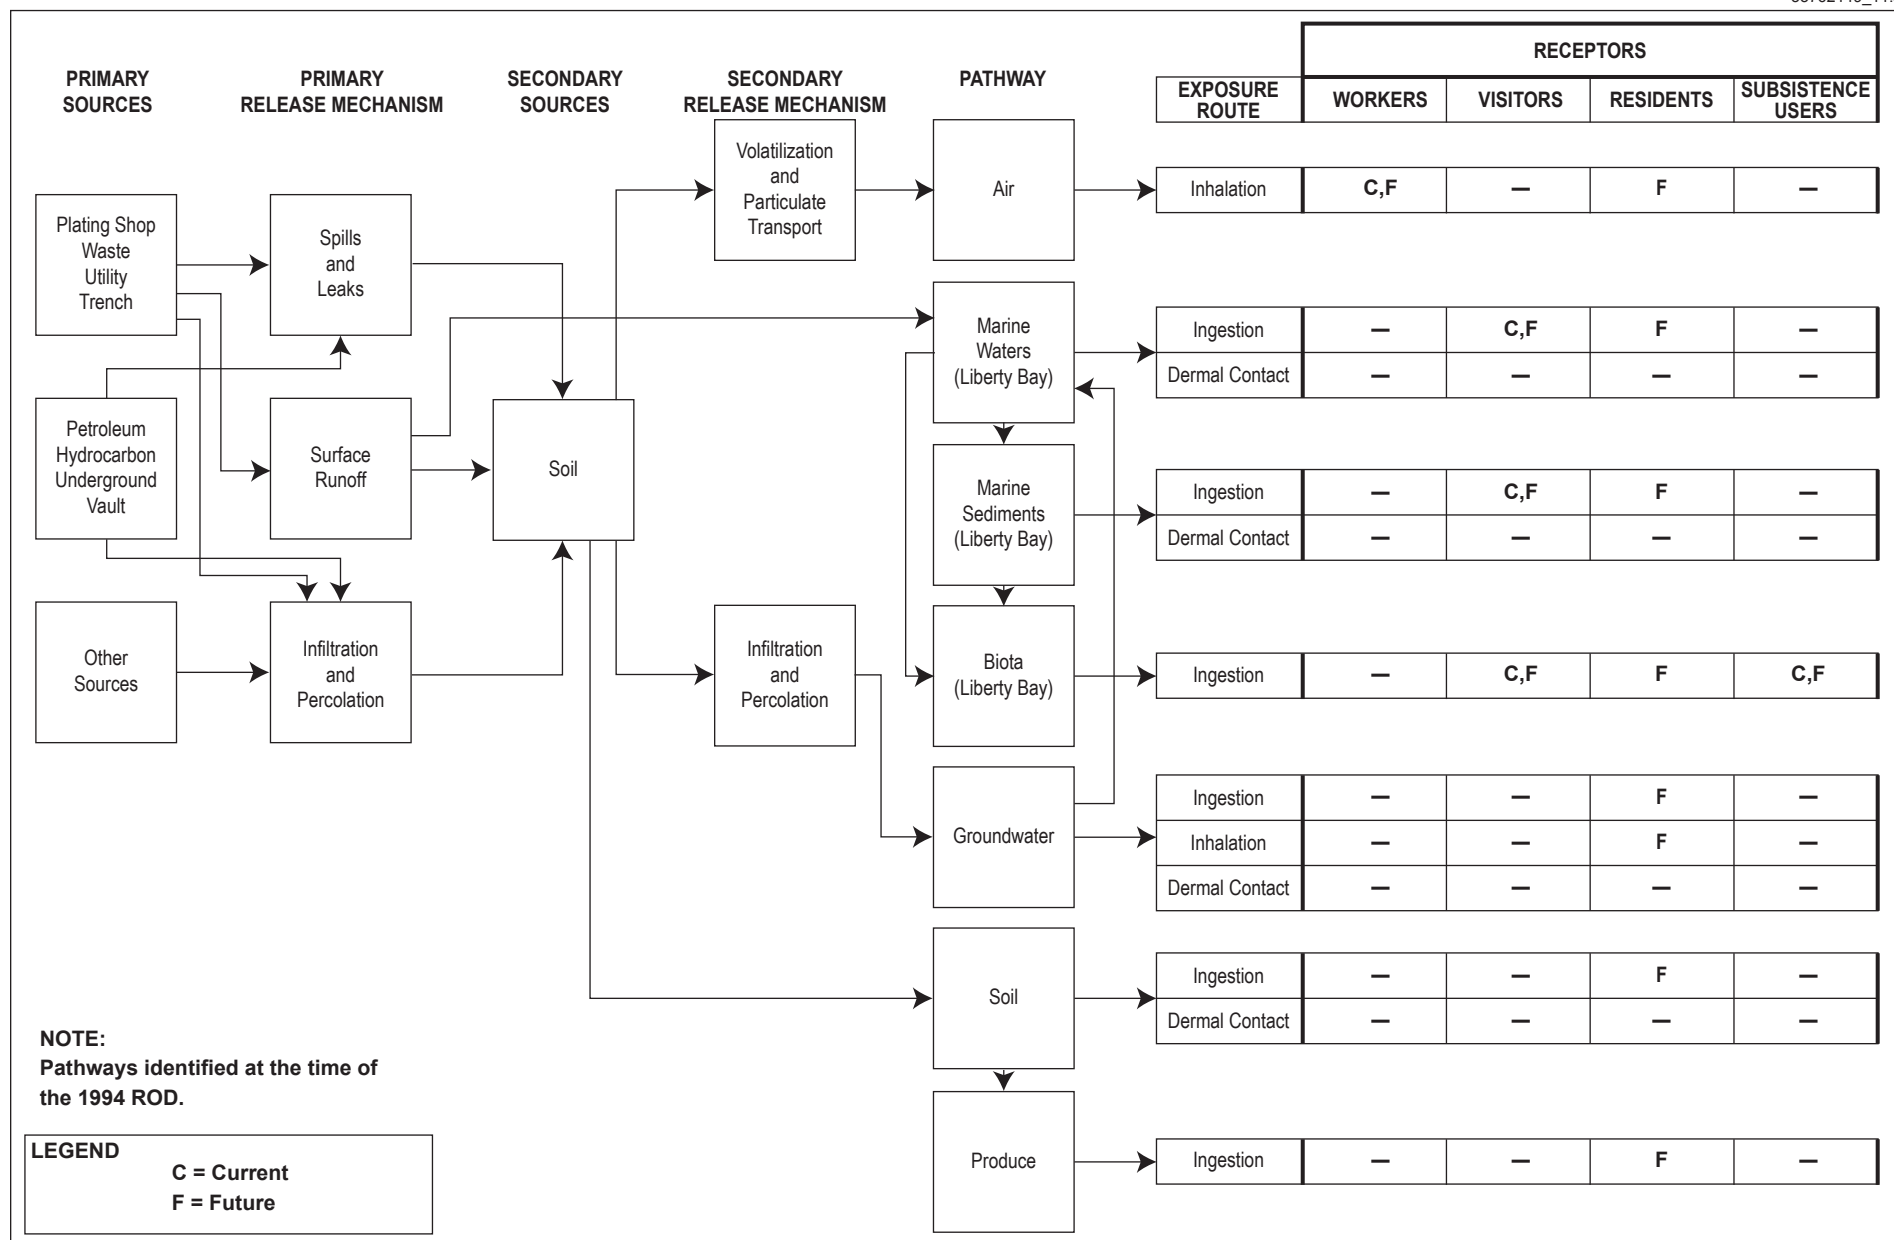 RECEPTORS
PRIMARY
SOURCES
PRIMARY
RELEASE MECHANISM
SECONDARY
SOURCES
SECONDARY
RELEASE MECHANISM
PATHWAY
EXPOSURE
ROUTE
WORKERS
VISITORS
RESIDENTS
SUBSISTENCE
USERS
Plating Shop
Waste
Utility
Trench
Petroleum
Hydrocarbon
Underground
Vault
Other
Sources
Spills
and
Leaks
Surface
Runoff
Infiltration
and
Percolation
Soil
Volatilization
and
Particulate
Transport
Infiltration
and
Percolation
Air
Inhalation C,F — F —
Marine
Waters
(Liberty Bay)
Ingestion — C,F F —
Dermal Contact — — — —
Marine
Sediments
(Liberty Bay)
Ingestion — C,F F —
Dermal Contact — — — —
Biota
(Liberty Bay)
Ingestion — C,F F C,F
Groundwater
Ingestion — — F —
Inhalation — — F —
Dermal Contact — — — —
Soil
Ingestion — — F —
Dermal Contact — — — —
Produce
Ingestion — — F —
NOTE:
Pathways identified at the time of
the 1994 ROD.
LEGEND
C = Current
F = Future